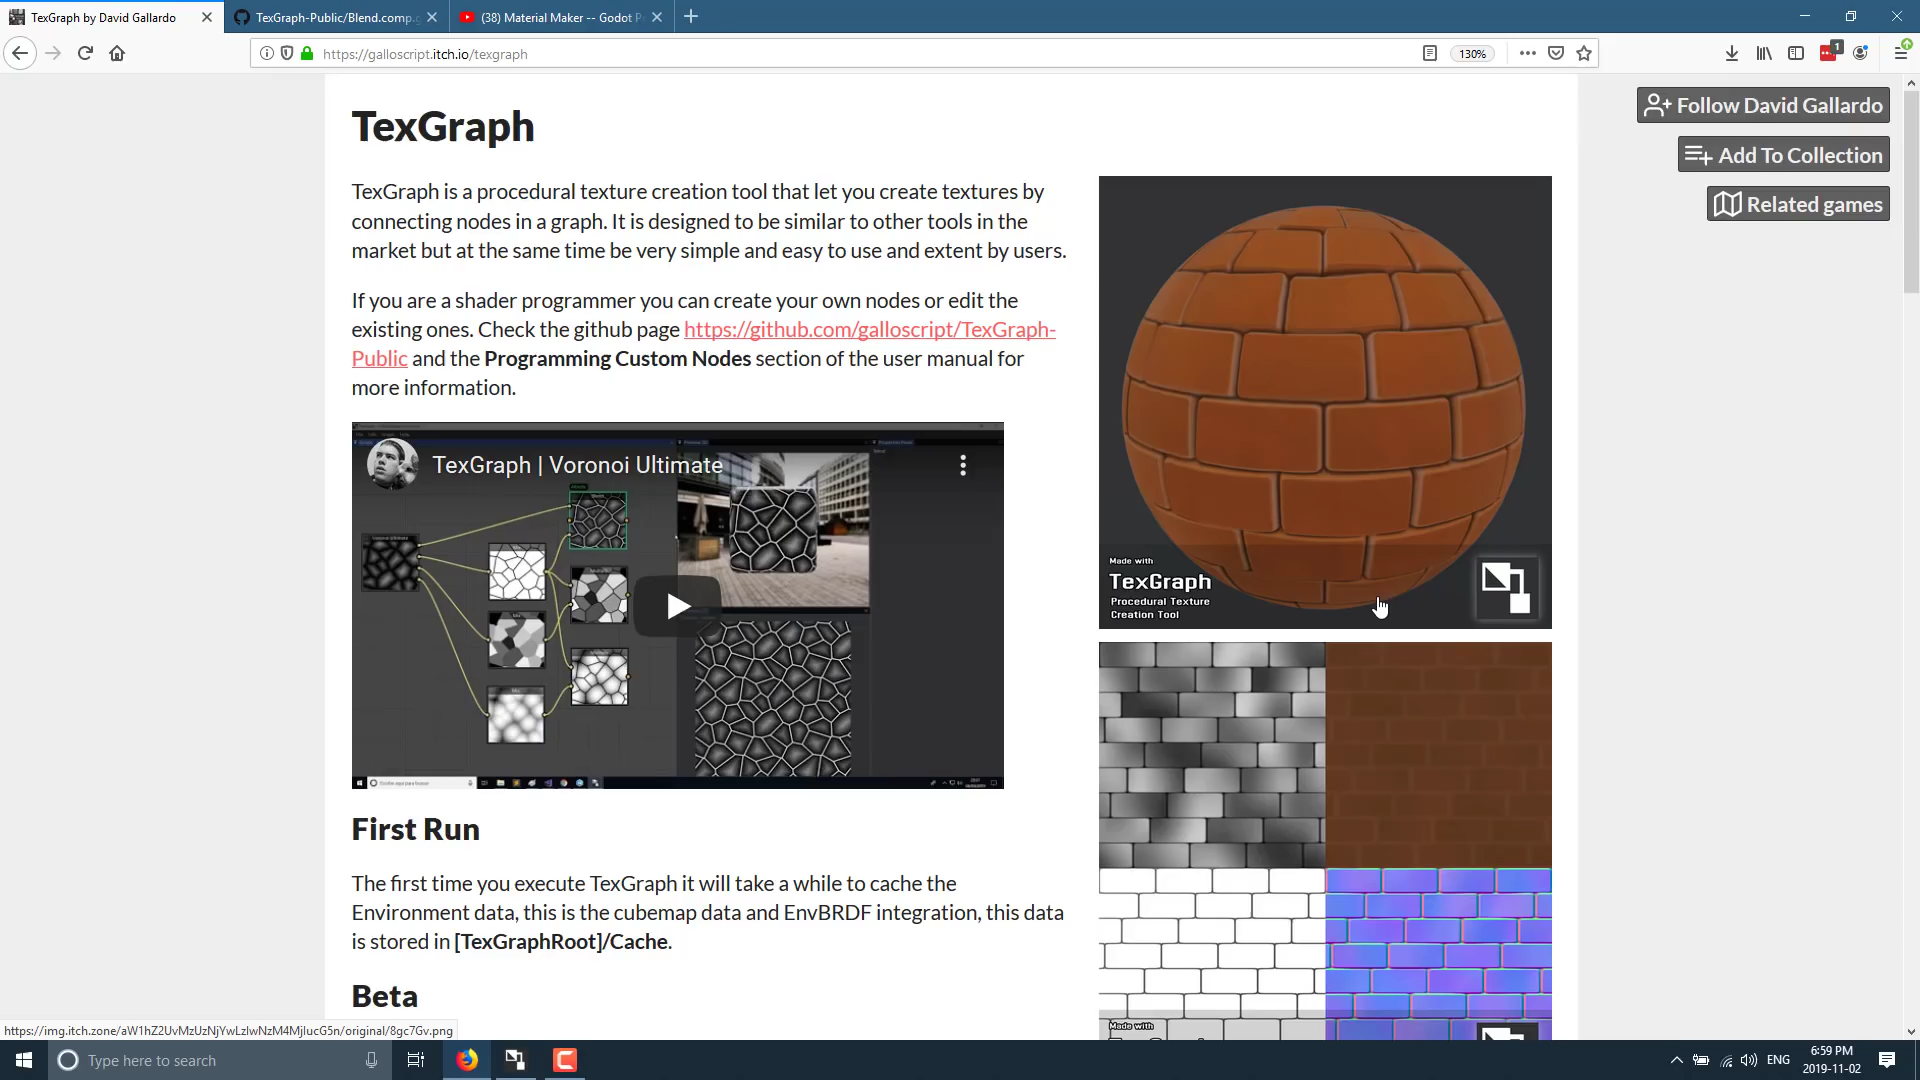 TexGraph by David Gallardo
TexGraph-Public/Blend.comp.g
(38) Material Maker -- Godot P
https://galloscript.itch.io/texgraph
130%
1
TexGraph
TexGraph is a procedural texture creation tool that let you create textures by
connecting nodes in a graph. It is designed to be similar to other tools in the
market but at the same time be very simple and easy to use and extent by users.
If you are a shader programmer you can create your own nodes or edit the
existing ones. Check the github page https://github.com/galloscript/TexGraph-
Public and the Programming Custom Nodes section of the user manual for
more information.
TexGraph | Voronoi Ultimate
First Run
The first time you execute TexGraph it will take a while to cache the
Environment data, this is the cubemap data and EnvBRDF integration, this data
is stored in [TexGraphRoot]/Cache.
Beta
Follow David Gallardo
Add To Collection
Related games
Made with
TexGraph
Procedural Texture
Creation Tool
Made with
https://img.itch.zone/aW1hZ2UvMzUzNjYwLzIwNzM4MjIucG5n/original/8gc7Gv.png
Type here to search
ENG
6:59 PM
2019-11-02